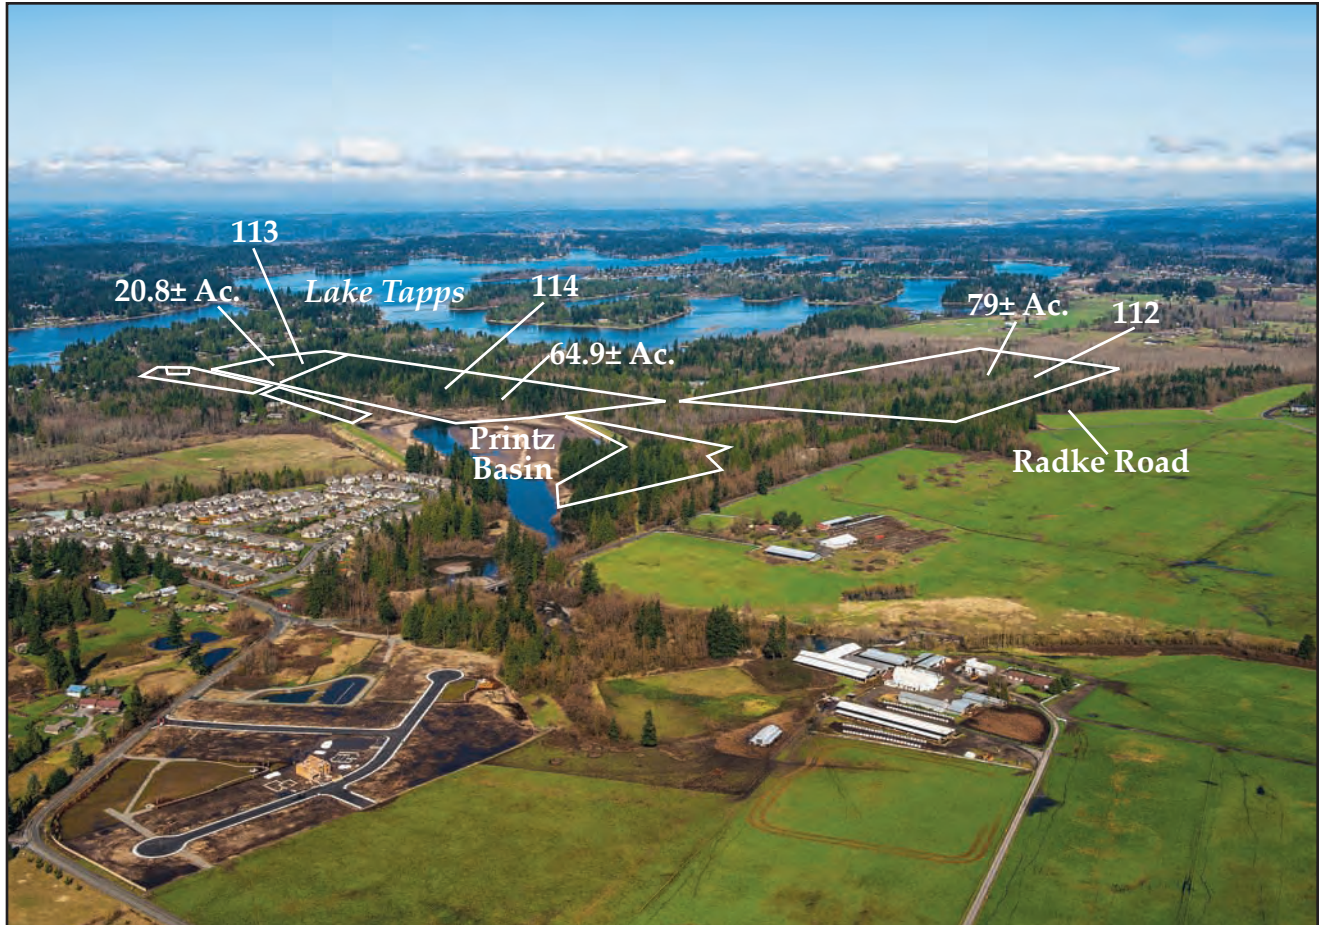 113
20.8± Ac.
Lake Tapps
114
79± Ac.
112
64.9± Ac.
Printz
Basin
Radke Road